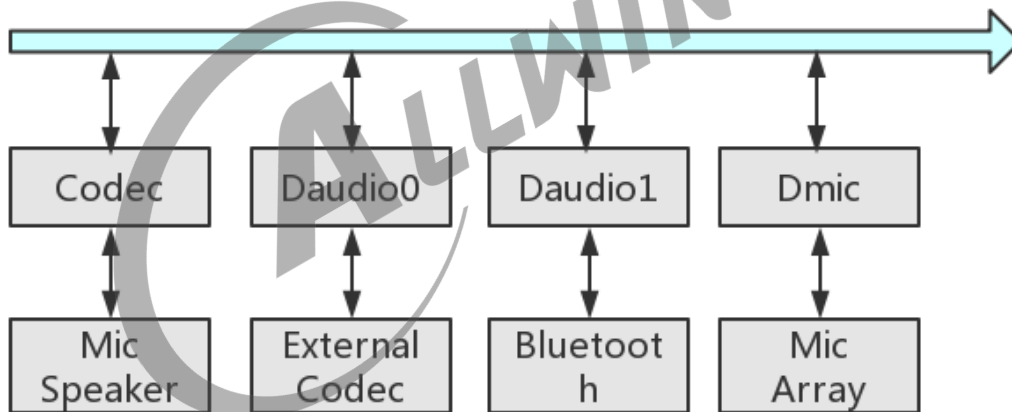 ALLWIN
Codec
Daudio0
Daudio1
Dmic
Mic
Speaker
External
Codec
Bluetoot
h
Mic
Array